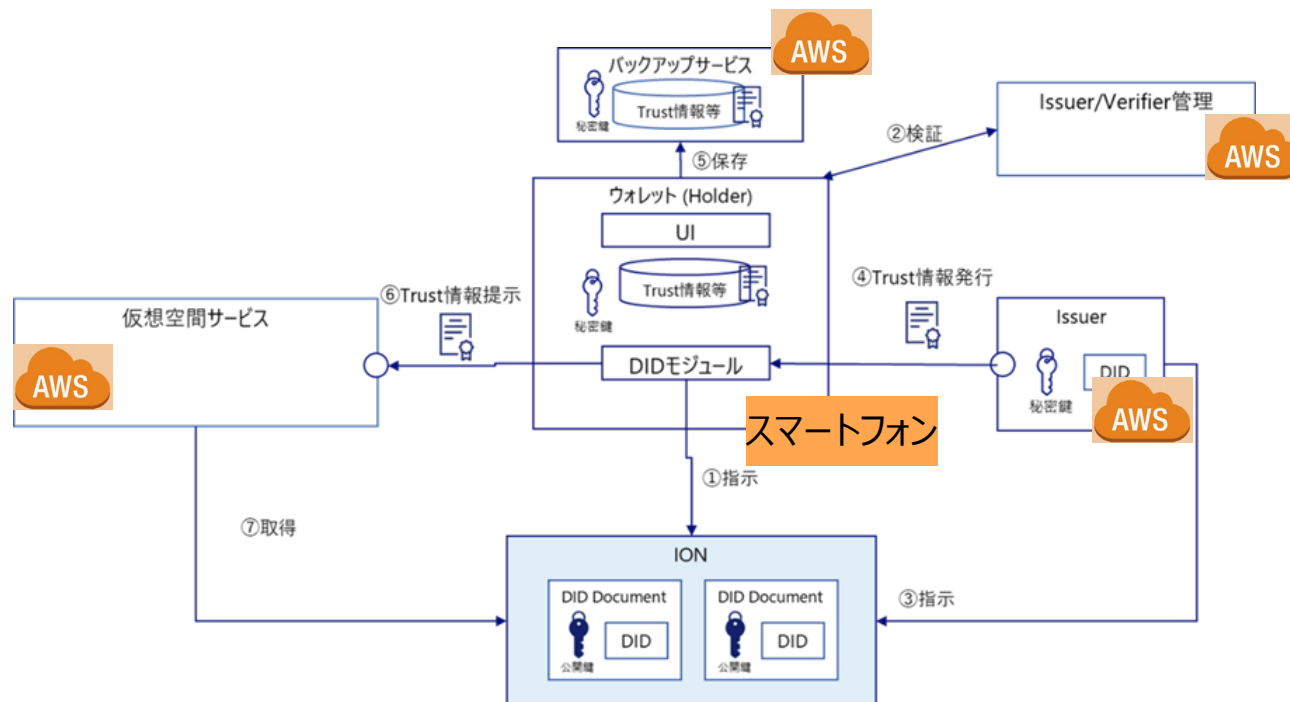 AWS
バックアップサービス
秘密鍵
Trust情報等
Issuer/Verifier管理
AWS
②検証
⑤保存
ウォレット (Holder)
UI
Trust情報等
秘密鍵
DIDモジュール
スマートフォン
④Trust情報発行
⑥Trust情報提示
仮想空間サービス
AWS
Issuer
秘密鍵
DID
AWS
①指示
⑦取得
③指示
ION
DID Document
公開鍵
DID
DID Document
公開鍵
DID